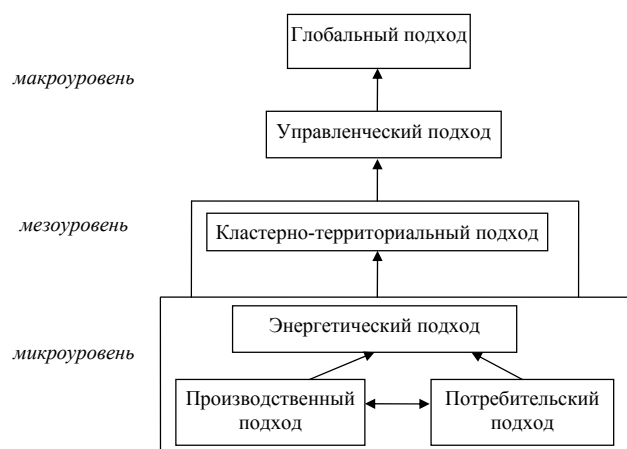 Глобальный подход
макроуровень
Управленческий подход
мезоуровень
Кластерно-территориальный подход
Энергетический подход
микроуровень
Производственный
подход
Потребительский
подход